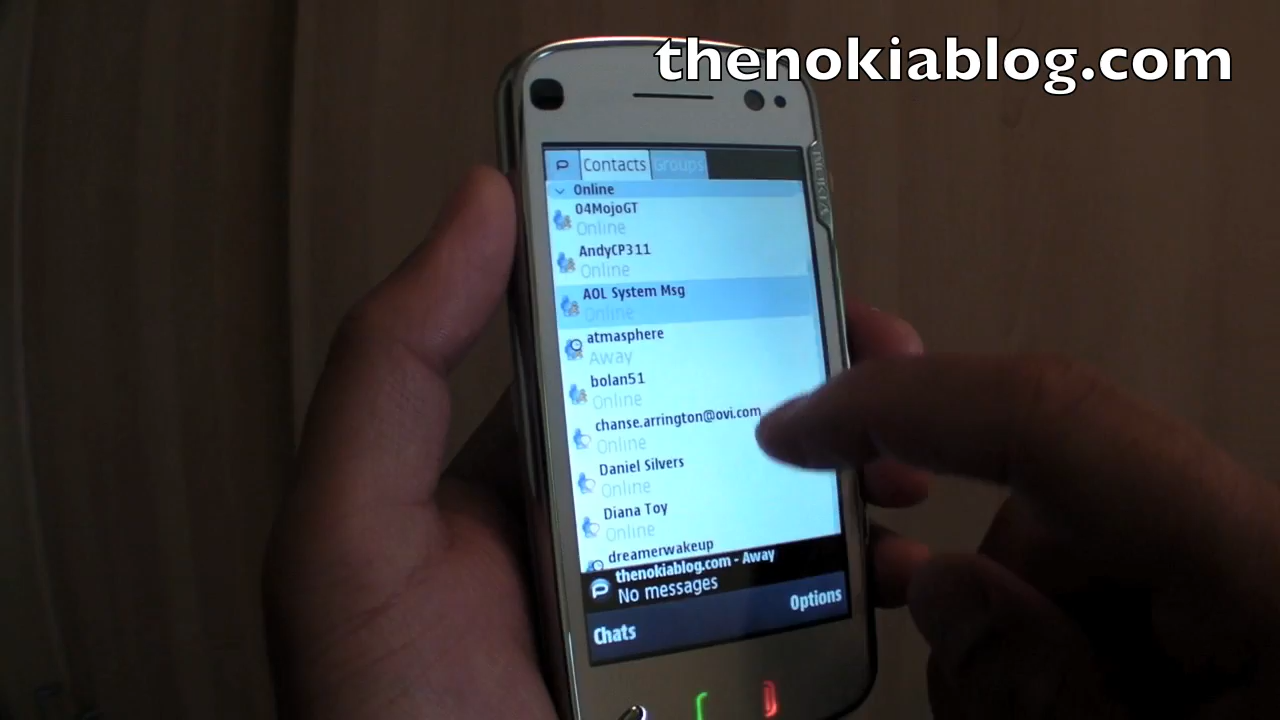 thenokiablog.com
NOKIA
Contacts Groups
Online
04MojoGT
Online
AndyCP311
Online
AOL System Msg
Online
atmasphere
Away
bolan51
Online
chanse.arrington@ovi.com
Online
Daniel Silvers
Online
Diana Toy
Online
dreamerwakeup
thenokiablog.com - Away
No messages
Options
Chats